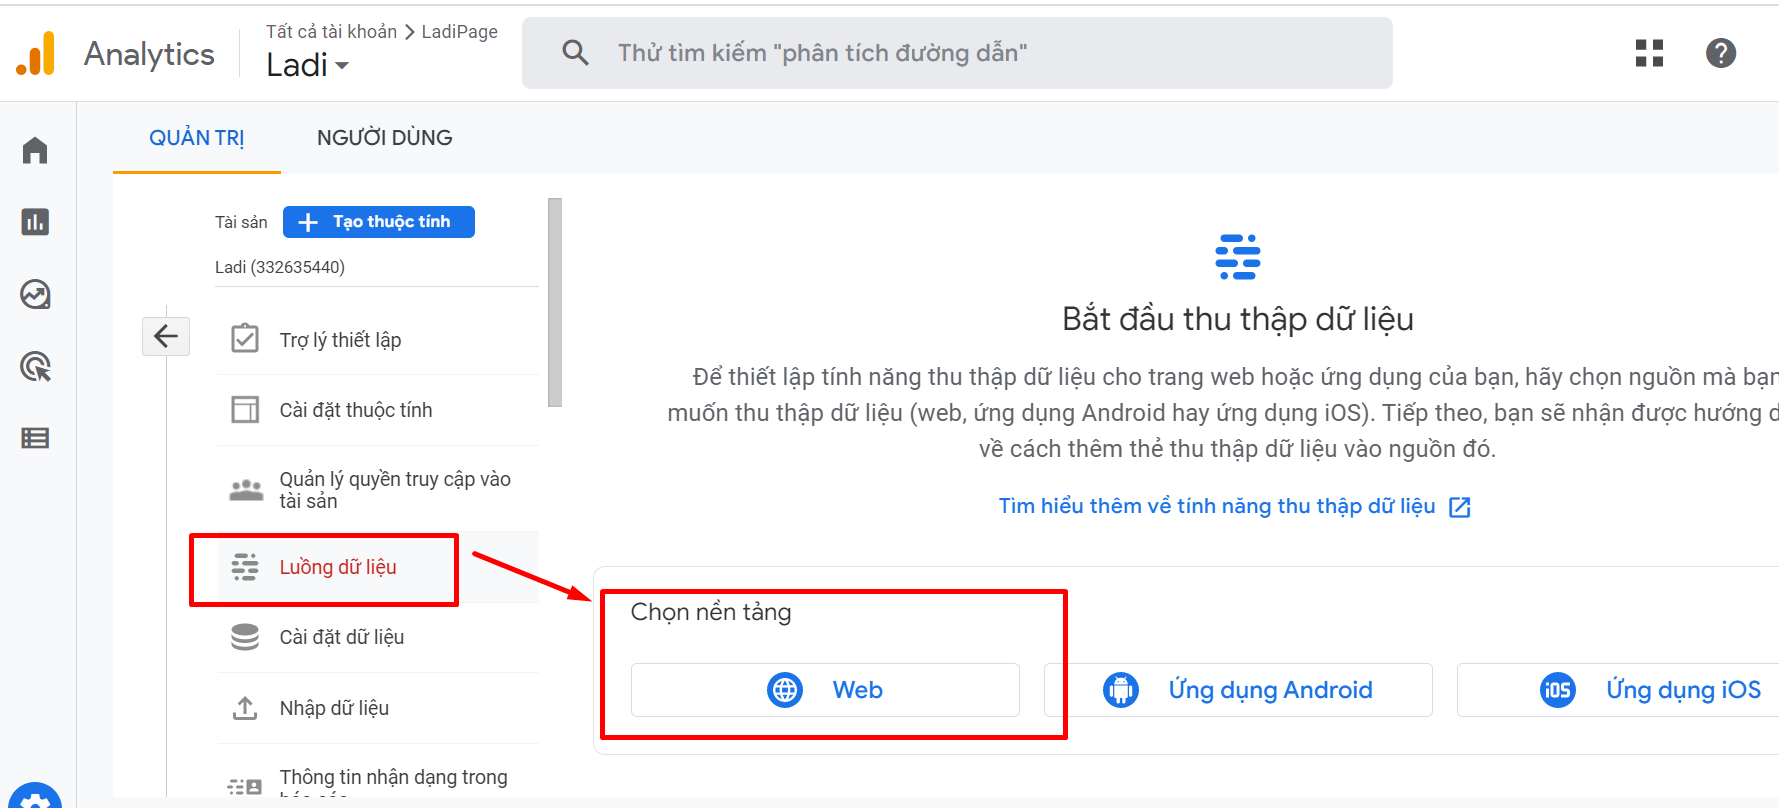 Analytics
Tất cả tài khoản > LadiPage
Ladi
Thử tìm kiếm "phân tích đường dẫn"
QUẢN TRỊ
NGƯỜI DÙNG
Tài sản
Tạo thuộc tính
Ladi (332635440)
Trợ lý thiết lập
Cài đặt thuộc tính
Quản lý quyền truy cập vào
tài sản
Luồng dữ liệu
Cài đặt dữ liệu
Nhập dữ liệu
Thông tin nhận dạng trong
Bắt đầu thu thập dữ liệu
Để thiết lập tính năng thu thập dữ liệu cho trang web hoặc ứng dụng của bạn, hãy chọn nguồn mà bạn
muốn thu thập dữ liệu (web, ứng dụng Android hay ứng dụng iOS). Tiếp theo, bạn sẽ nhận được hướng
về cách thêm thẻ thu thập dữ liệu vào nguồn đó.
Tìm hiểu thêm về tính năng thu thập dữ liệu
Chọn nền tảng
Web
Ứng dụng Android
iOS
Ứng dụng iOS